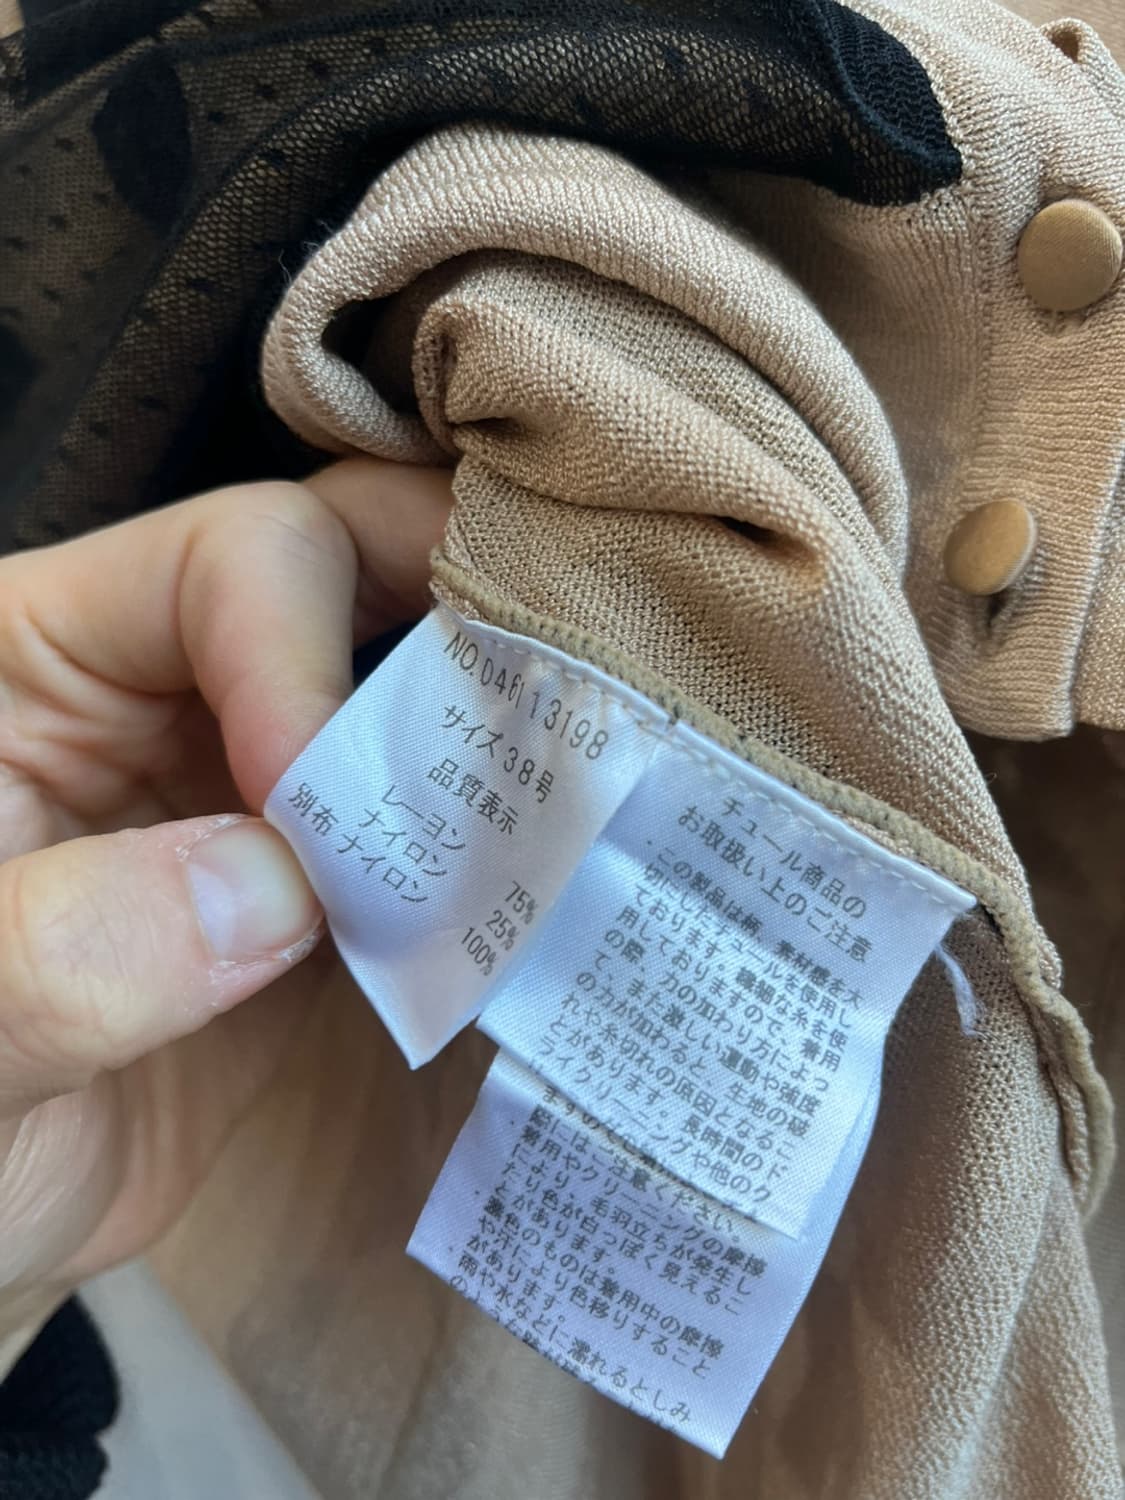 NO.D461 13198
サイズ 38号
品質表示
レーヨン 75%
ナイロン 25%
別布 ナイロン 100%
チュール商品の
お取扱い上のご注意
・この製品は柄、素材感を大
切にしたチュールを使用し
ております。繊細な糸を使
用しておりますので、着用
の際、力の加わり方によっ
て、また激しい運動や強度
の力が加わると、生地の破
れや糸切れの原因となるこ
とがあります。長時間のド
ライクリーニングや他のク
にはご注意ください。
・着用やクリーニングの摩擦
により、毛羽立ちが発生し
たり色が白っぽく見えるこ
とがあります。
・濃色のものは着用中の摩擦
や汗により色移りすること
があります。
・雨や水などに濡れるとしみ